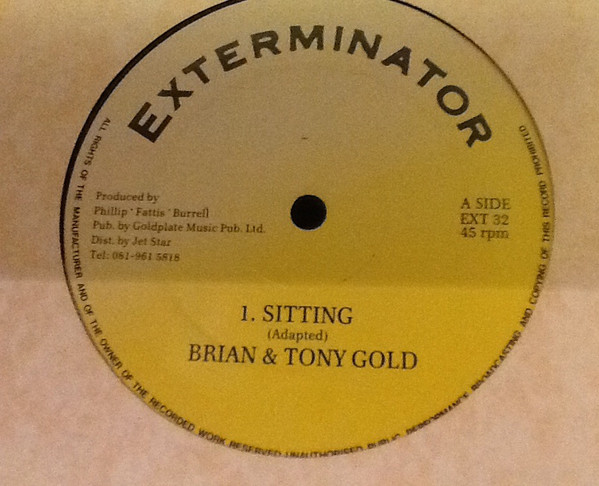 EXTERMINATOR
Produced by
Phillip 'Fattis' Burrell
Pub. by Goldplate Music Pub. Ltd.
Dist. by Jet Star
Tel: 081-961 5818
A SIDE
EXT 32
45 rpm
1. SITTING
(Adapted)
BRIAN & TONY GOLD
ALL RIGHTS OF THE MANUFACTURER AND OF THE OWNER OF THE RECORDED WORK RESERVED UNAUTHORISED PUBLIC PERFORMANCE BROADCASTING AND COPYING OF THIS RECORD PROHIBITED